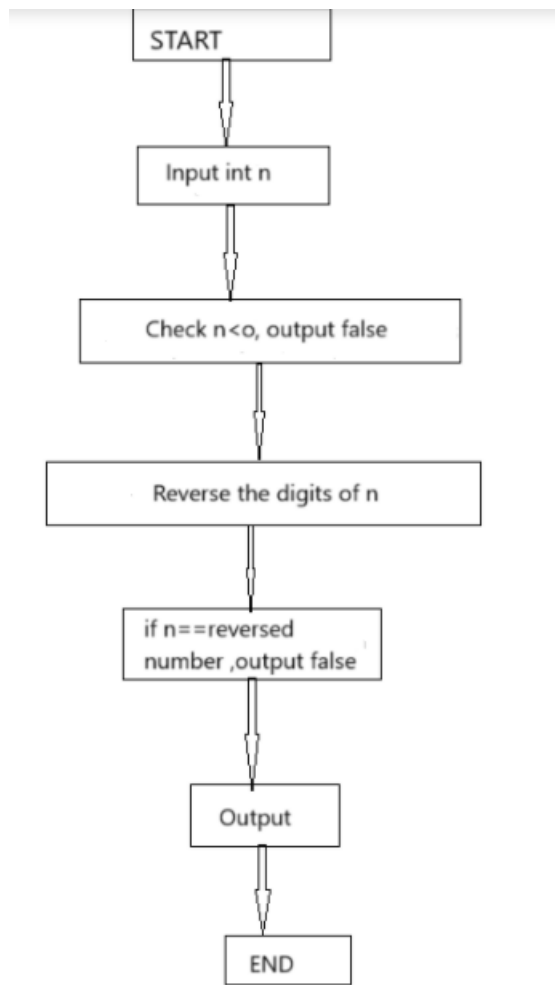 START
Input int n
Check n<o, output false
Reverse the digits of n
if n==reversed
number ,output false
Output
END